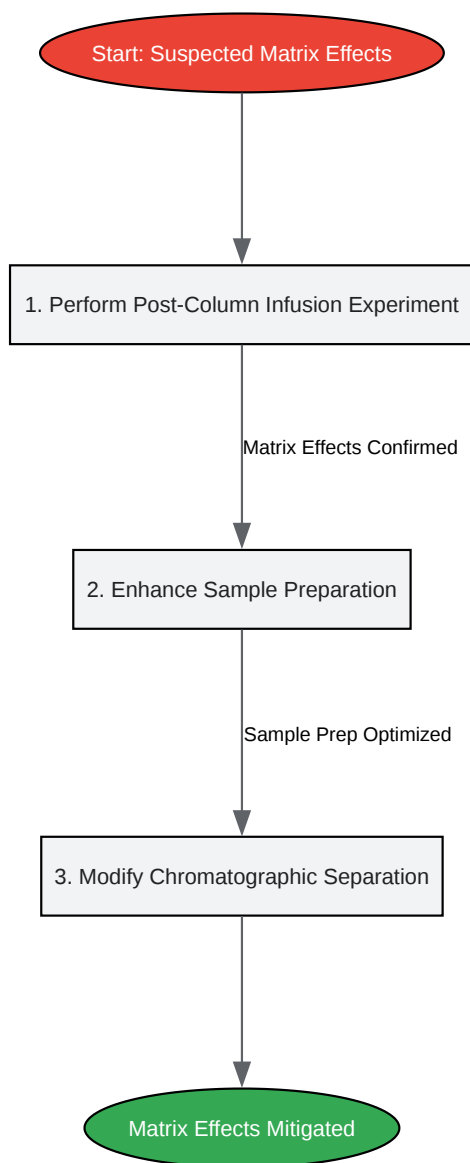 Start: Suspected Matrix Effects
1. Perform Post-Column Infusion Experiment
Matrix Effects Confirmed
2. Enhance Sample Preparation
Sample Prep Optimized
3. Modify Chromatographic Separation
Matrix Effects Mitigated